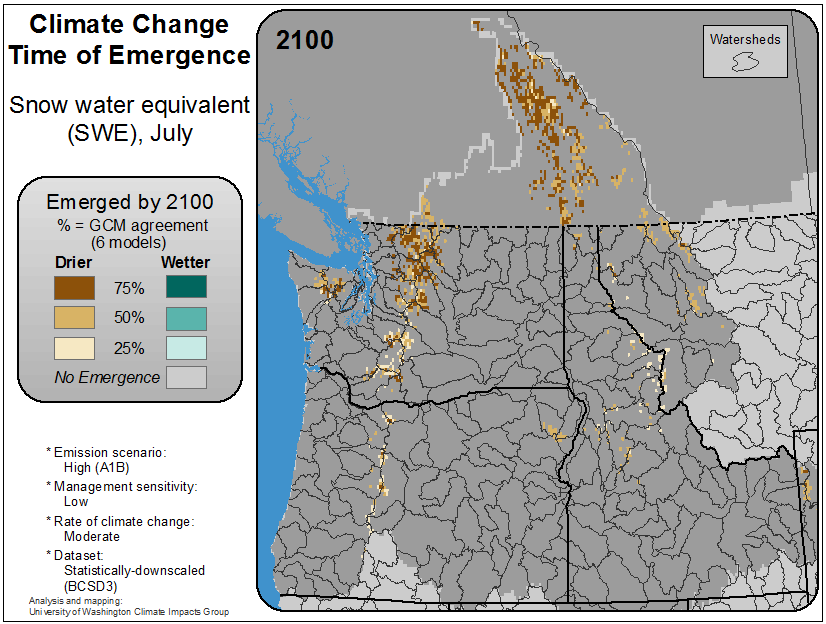 Climate Change
Time of Emergence
Snow water equivalent
(SWE), July
Emerged by 2100
% = GCM agreement
(6 models)
Drier Wetter
75%
50%
25%
No Emergence
* Emission scenario:
High (A1B)
* Management sensitivity:
Low
* Rate of climate change:
Moderate
* Dataset:
Statistically-downscaled
(BCSD3)
Analysis and mapping:
University of Washington Climate Impacts Group
2100
Watersheds